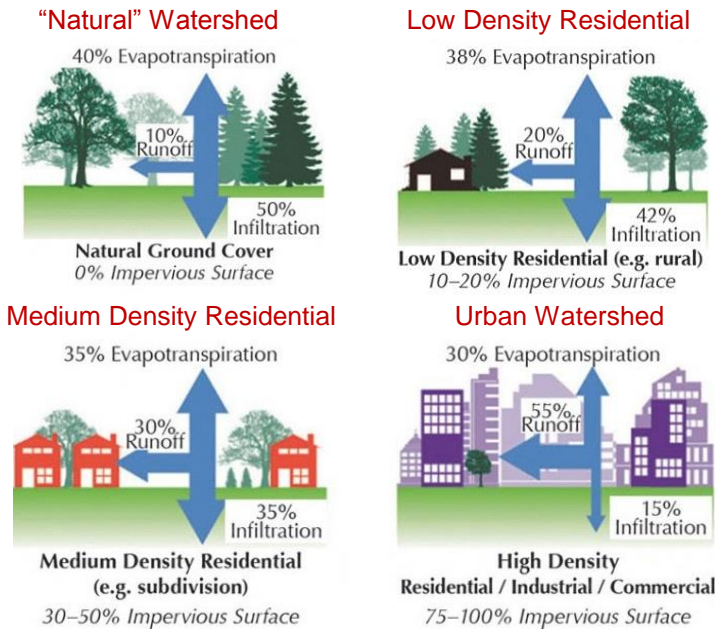 “Natural” Watershed
40% Evapotranspiration
10%
Runoff
50%
Infiltration
Natural Ground Cover
0% Impervious Surface
Low Density Residential
38% Evapotranspiration
20%
Runoff
42%
Infiltration
Low Density Residential (e.g. rural)
10–20% Impervious Surface
Medium Density Residential
35% Evapotranspiration
30%
Runoff
35%
Infiltration
Medium Density Residential
(e.g. subdivision)
30–50% Impervious Surface
Urban Watershed
30% Evapotranspiration
55%
Runoff
15%
Infiltration
High Density
Residential / Industrial / Commercial
75–100% Impervious Surface